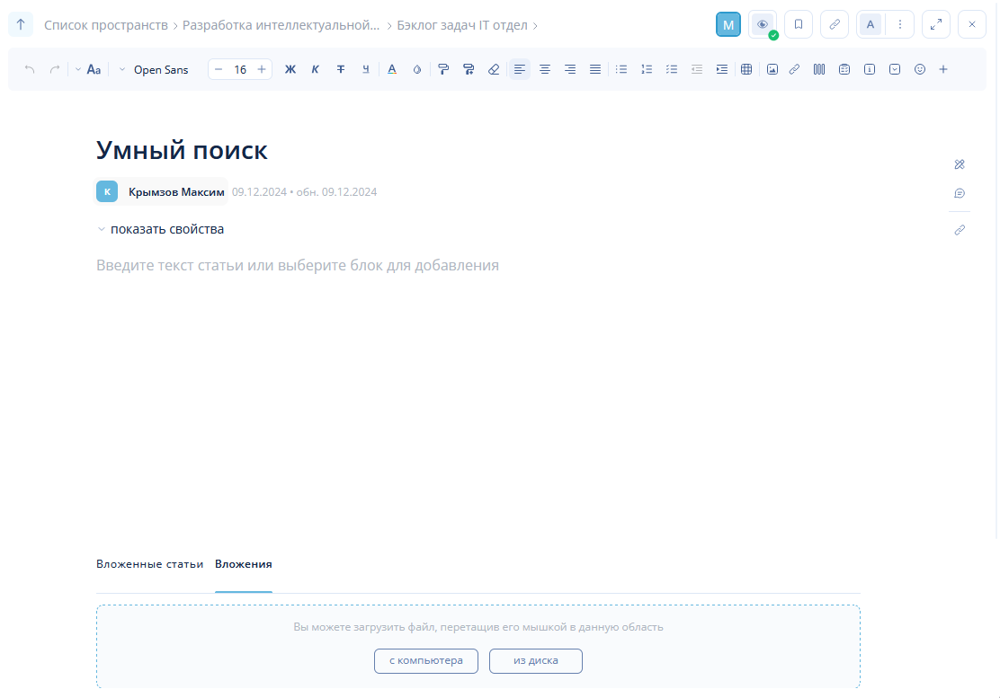 Список пространств > Разработка интеллектуальной... > Бэклог задач IT отдел >
М
А
Аа Open Sans − 16 + Ж К Т Ч А
Умный поиск
К Крымзов Максим 09.12.2024 • обн. 09.12.2024
показать свойства
Введите текст статьи или выберите блок для добавления
Вложенные статьи Вложения
Вы можете загрузить файл, перетащив его мышкой в данную область
с компьютера из диска